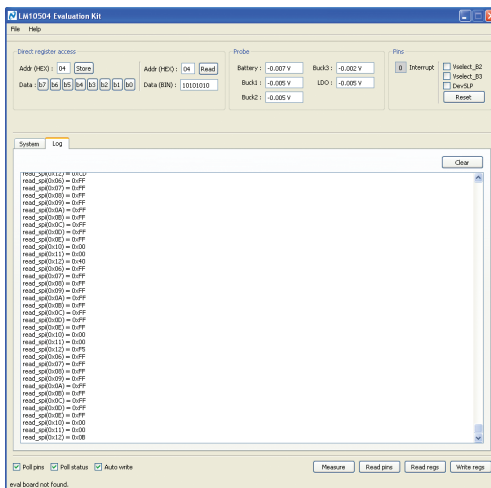 LM10504 Evaluation Kit
File Help
Direct register access
Addr (HEX) : 04 Store
Data : b7 b6 b5 b4 b3 b2 b1 b0
Addr (HEX) : 04 Read
Data (BIN) : 10101010
Probe
Battery : -0.007 V Buck3 : -0.002 V
Buck1 : -0.005 V LDO : -0.005 V
Buck2 : -0.005 V
Pins
0 Interrupt
Vselect_B2
Vselect_B3
DevSLP
Reset
System Log
Clear
read_spi(0x12) = 0xCD
read_spi(0x06) = 0xFF
read_spi(0x07) = 0xFF
read_spi(0x08) = 0xFF
read_spi(0x09) = 0xFF
read_spi(0x0A) = 0xFF
read_spi(0x0B) = 0xFF
read_spi(0x0C) = 0xFF
read_spi(0x0D) = 0xFF
read_spi(0x0E) = 0xFF
read_spi(0x10) = 0x00
read_spi(0x11) = 0x00
read_spi(0x12) = 0x40
read_spi(0x06) = 0xFF
read_spi(0x07) = 0xFF
read_spi(0x08) = 0xFF
read_spi(0x09) = 0xFF
read_spi(0x0A) = 0xFF
read_spi(0x0B) = 0xFF
read_spi(0x0C) = 0xFF
read_spi(0x0D) = 0xFF
read_spi(0x0E) = 0xFF
read_spi(0x10) = 0x00
read_spi(0x11) = 0x00
read_spi(0x12) = 0xF5
read_spi(0x06) = 0xFF
read_spi(0x07) = 0xFF
read_spi(0x08) = 0xFF
read_spi(0x09) = 0xFF
read_spi(0x0A) = 0xFF
read_spi(0x0B) = 0xFF
read_spi(0x0C) = 0xFF
read_spi(0x0D) = 0xFF
read_spi(0x0E) = 0xFF
read_spi(0x10) = 0x00
read_spi(0x11) = 0x00
read_spi(0x12) = 0x0B
Poll pins Poll status Auto write Measure Read pins Read regs Write regs
eval board not found.